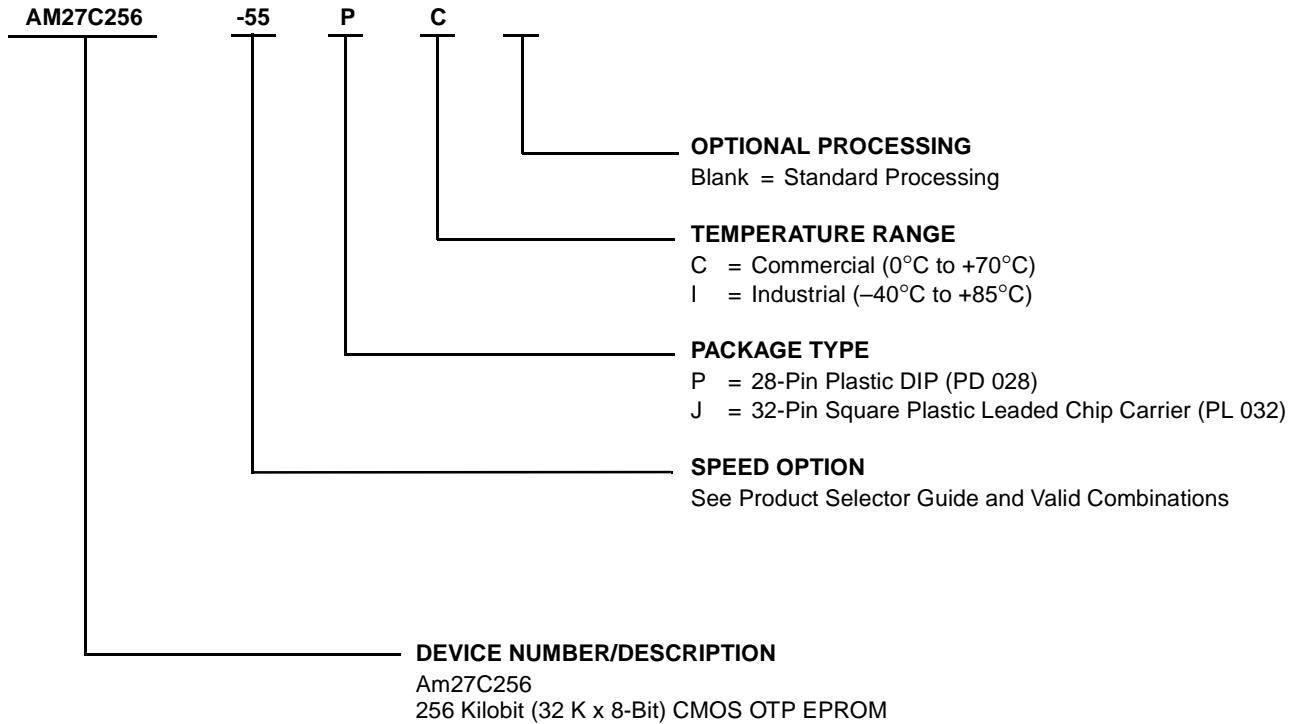 AM27C256 -55 P C
OPTIONAL PROCESSING
Blank = Standard Processing
TEMPERATURE RANGE
C = Commercial (0°C to +70°C)
I = Industrial (–40°C to +85°C)
PACKAGE TYPE
P = 28-Pin Plastic DIP (PD 028)
J = 32-Pin Square Plastic Leaded Chip Carrier (PL 032)
SPEED OPTION
See Product Selector Guide and Valid Combinations
DEVICE NUMBER/DESCRIPTION
Am27C256
256 Kilobit (32 K x 8-Bit) CMOS OTP EPROM